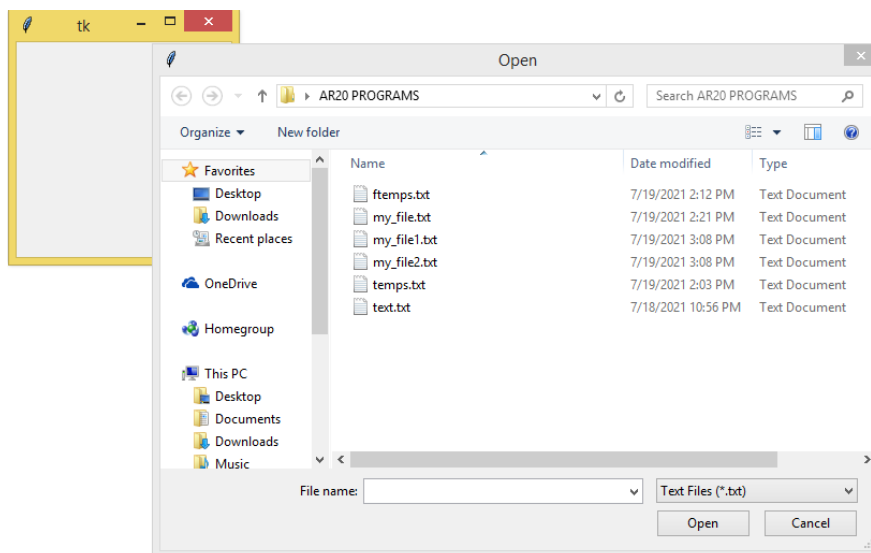 tk
Open
AR20 PROGRAMS
Search AR20 PROGRAMS
Organize
New folder
Favorites
Desktop
Downloads
Recent places
OneDrive
Homegroup
This PC
Desktop
Documents
Downloads
Music
Name Date modified Type
ftemps.txt 7/19/2021 2:12 PM Text Document
my_file.txt 7/19/2021 2:21 PM Text Document
my_file1.txt 7/19/2021 3:08 PM Text Document
my_file2.txt 7/19/2021 3:08 PM Text Document
temps.txt 7/19/2021 2:03 PM Text Document
text.txt 7/18/2021 10:56 PM Text Document
File name:
Text Files (*.txt)
Open
Cancel